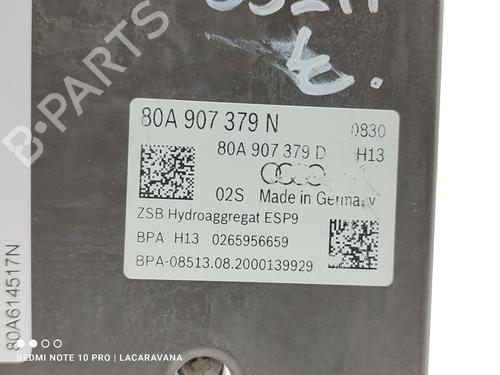 80A 907 379 N 0830
80A 907 379 D H13
02S Made in Germany
ZSB Hydroaggregat ESP9
BPA H13 0265956659
BPA-08513.08.2000139929
80A614517N
B-PARTS
REDMI NOTE 10 PRO | LACARAVANA